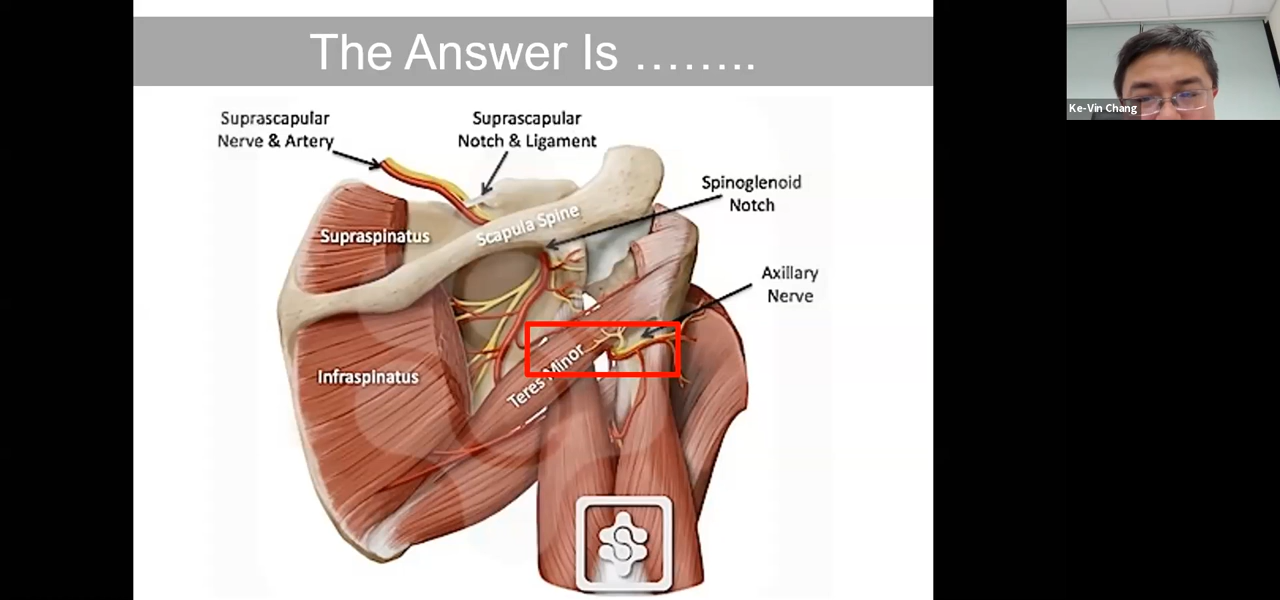 The Answer Is ........
Suprascapular
Nerve & Artery
Suprascapular
Notch & Ligament
Spinoglenoid
Notch
Scapula Spine
Supraspinatus
Axillary
Nerve
Teres Minor
Infraspinatus
Ke-Vin Chang